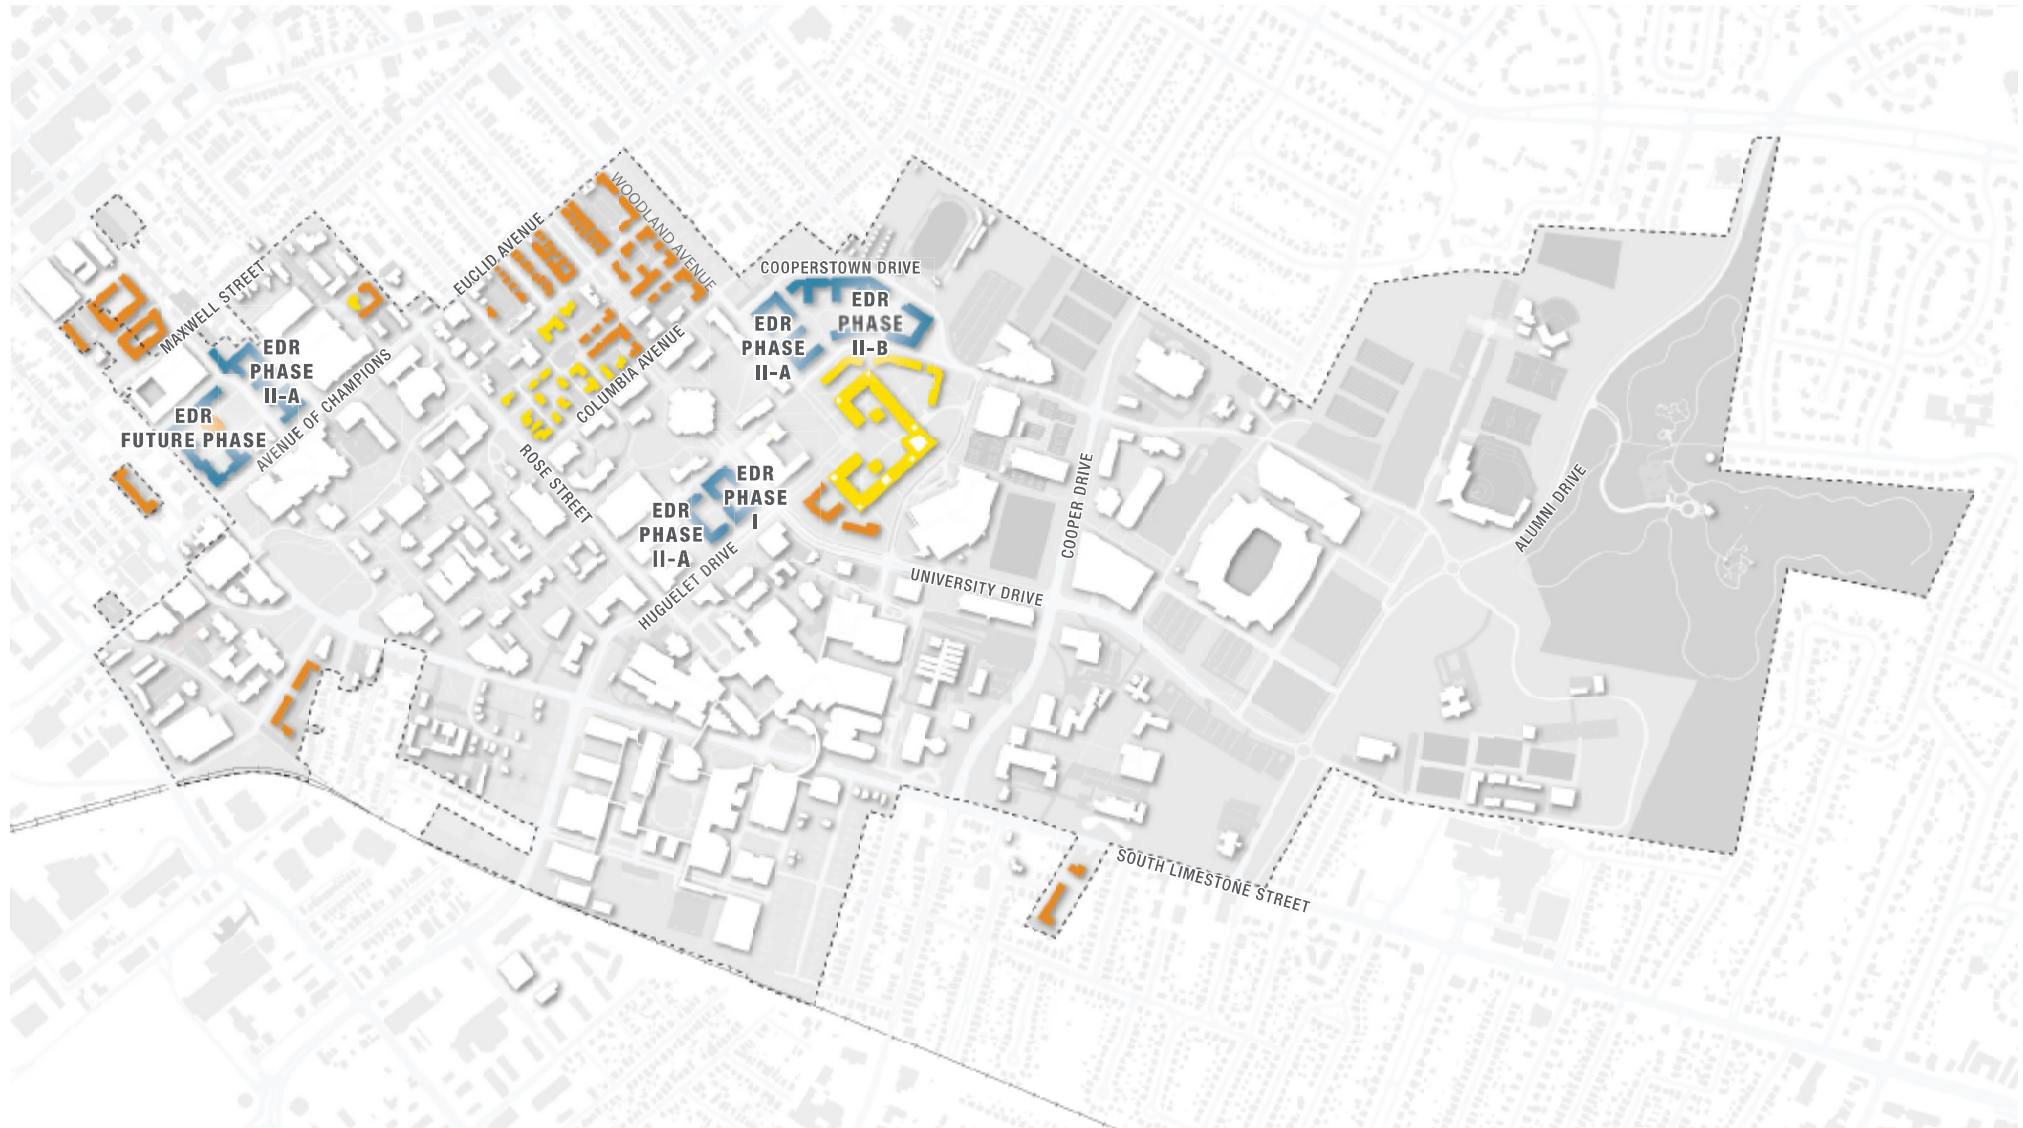 WOODLAND AVENUE
EUCLID AVENUE
MAXWELL STREET
COOPERSTOWN DRIVE
EDR
PHASE
II-B
EDR
PHASE
II-A
EDR
PHASE
II-A
COLUMBIA AVENUE
AVENUE OF CHAMPIONS
EDR
FUTURE PHASE
ROSE STREET
EDR
PHASE
I
EDR
PHASE
II-A
HUGUELET DRIVE
COOPER DRIVE
ALUMNI DRIVE
UNIVERSITY DRIVE
SOUTH LIMESTONE STREET